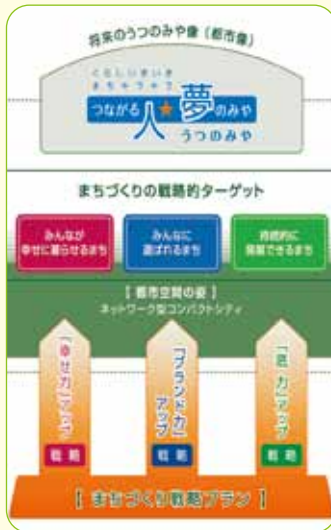 将来のうつのみや像（都市像）
くらしいきいき
まちキラキラ
つながる人★夢のみや
うつのみや
まちづくりの戦略的ターゲット
みんなが
幸せに暮らせるまち
みんなに
選ばれるまち
持続的に
発展できるまち
【 都市空間の姿 】
ネットワーク型コンパクトシティ
「幸せ力」アップ
戦略
「ブランド力」
アップ
戦略
「底 力」アップ
戦略
【 まちづくり戦略プラン 】